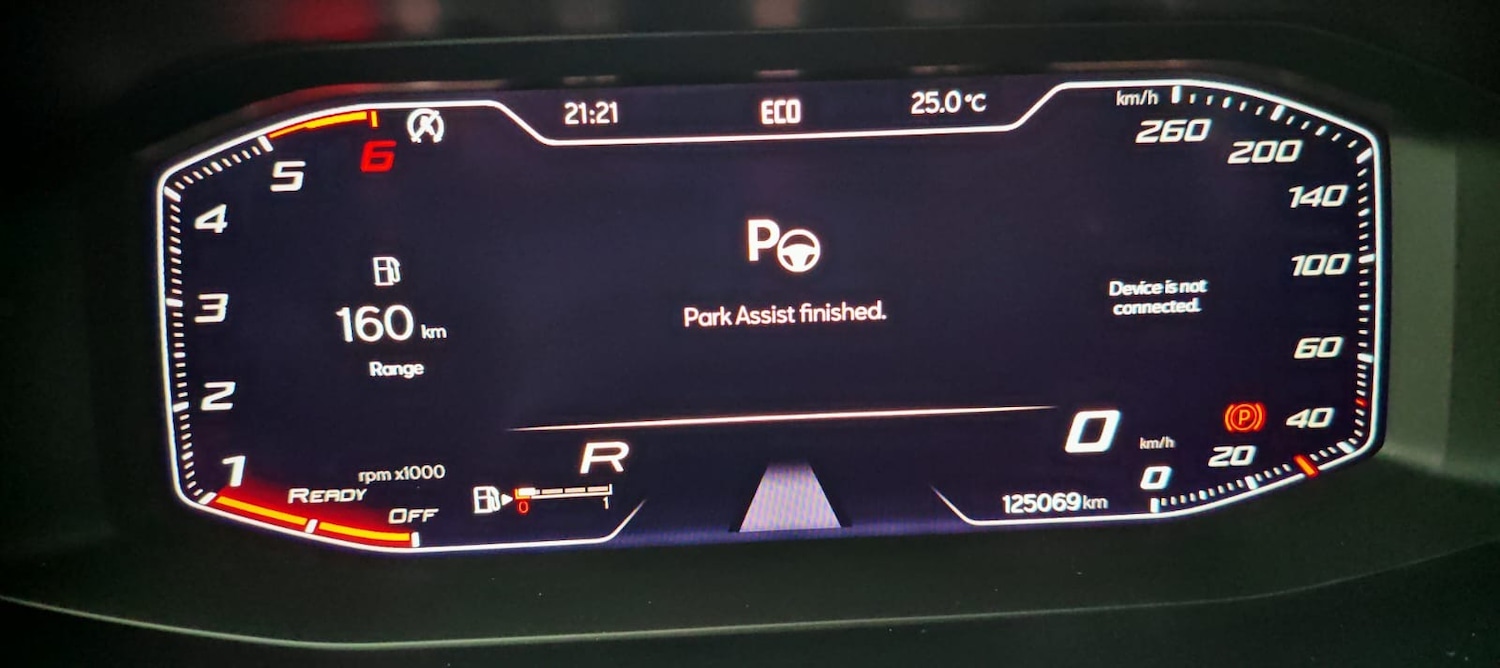 21:21
ECO
25.0°C
km/h
260
200
140
100
60
40
20
0
6
5
4
3
2
1
rpm x1000
READY
OFF
160 km
Range
P
Park Assist finished.
Device is not
connected.
R
0 km/h
P
0
1
125069 km